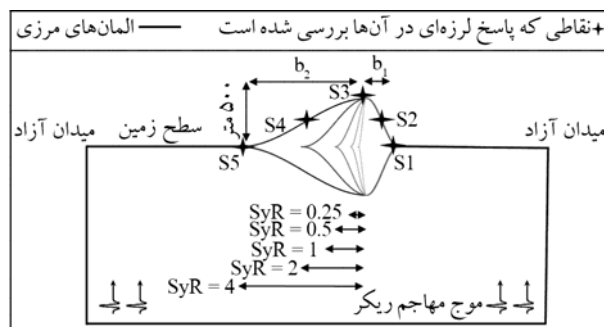 +نقاطی که پاسخ لرزه‌ای در آن‌ها بررسی شده است —— المان‌های مرزی
b₂ b₁
۵۰۰ متر
S3
S4 S2
میدان آزاد سطح زمین میدان آزاد
S5 S1
SyR = 0.25
SyR = 0.5
SyR = 1
SyR = 2
SyR = 4
موج مهاجم ریکر